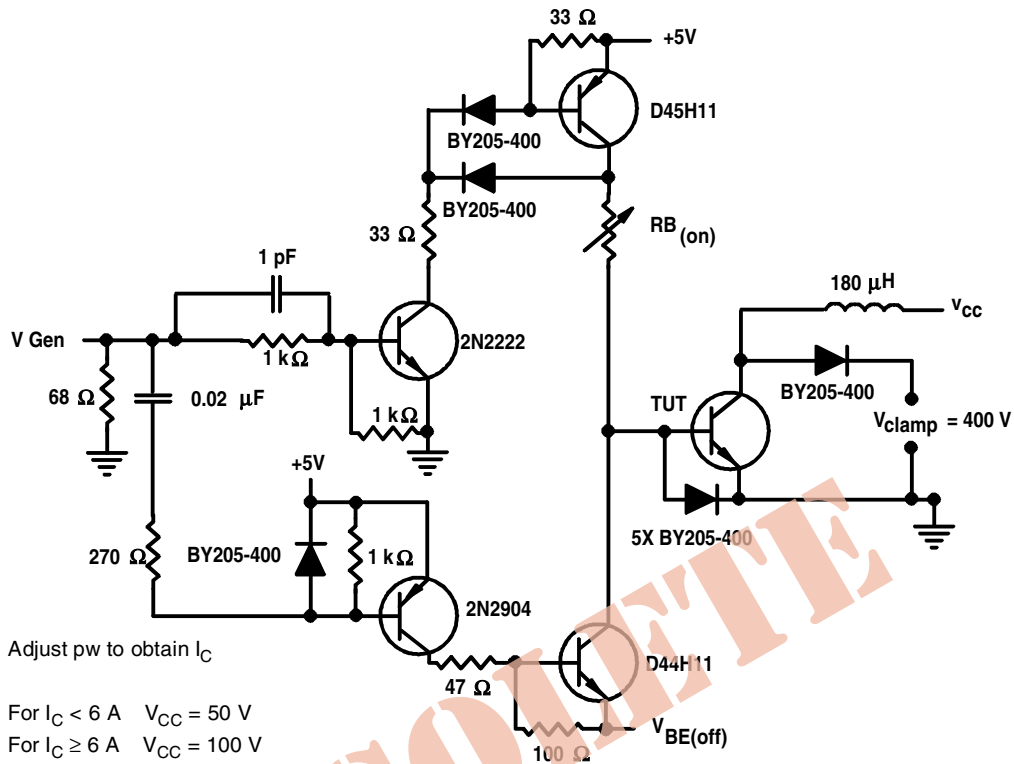 33 Ω
+5V
D45H11
BY205-400
BY205-400
33 Ω
RB(on)
1 pF
180 µH
V Gen
1 kΩ
2N2222
VCC
68 Ω
0.02 µF
1 kΩ
TUT
BY205-400
Vclamp = 400 V
+5V
5X BY205-400
270 Ω
BY205-400
1 kΩ
2N2904
Adjust pw to obtain IC
47 Ω
D44H11
For IC < 6 A VCC = 50 V
VBE(off)
For IC ≥ 6 A VCC = 100 V
100 Ω